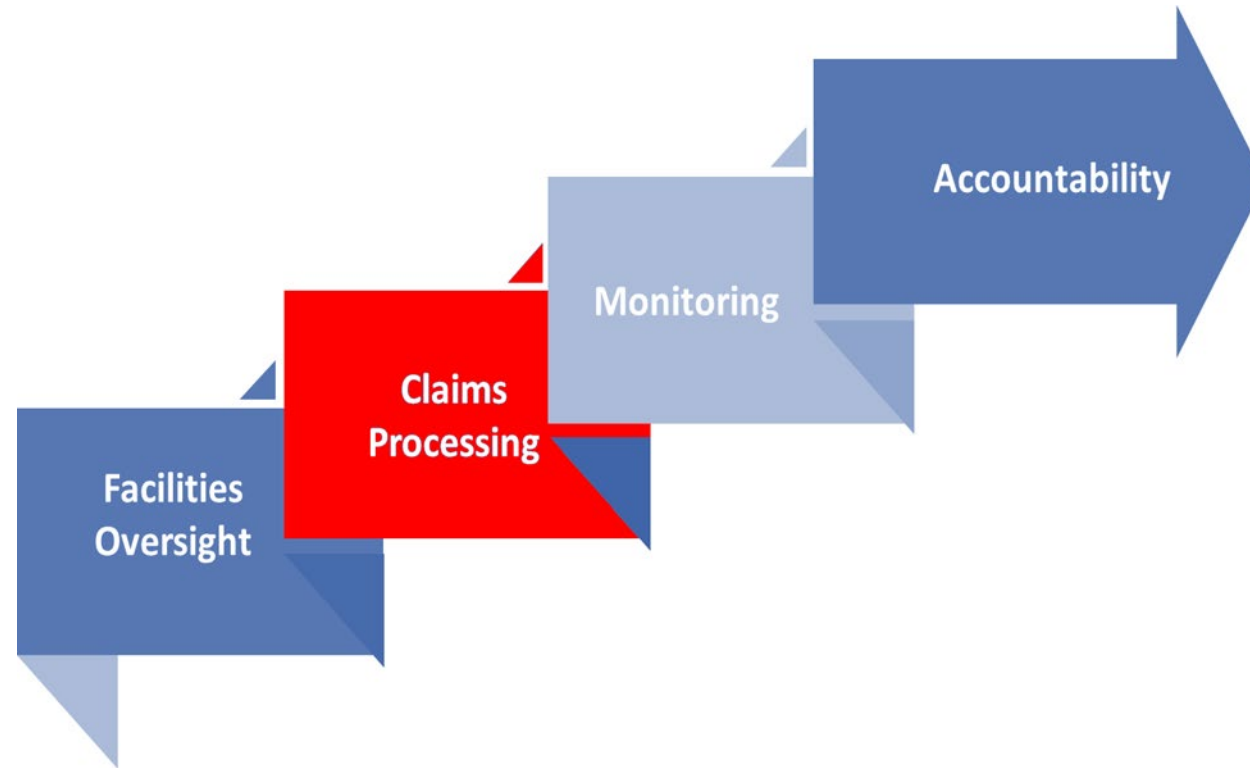 Facilities
Oversight
Claims
Processing
Monitoring
Accountability